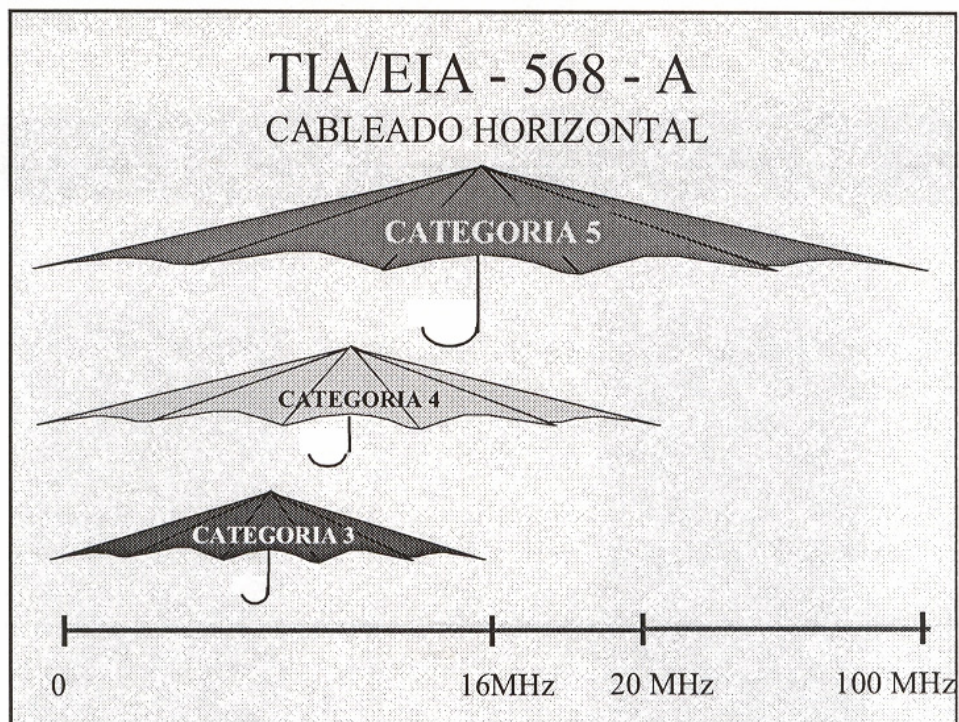 TIA/EIA - 568 - A
CABLEADO HORIZONTAL
CATEGORIA 5
CATEGORIA 4
CATEGORIA 3
0 16MHz 20 MHz 100 MHz